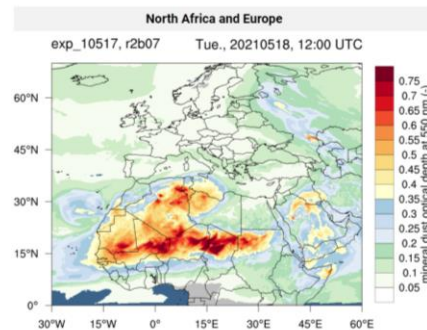 North Africa and Europe
exp_10517, r2b07 Tue., 20210518, 12:00 UTC
60°N
45°N
30°N
15°N
0°
30°W 15°W 0° 15°E 30°E 45°E 60°E
0.75
0.7
0.65
0.6
0.55
0.5
0.45
0.4
0.35
0.3
0.25
0.2
0.15
0.1
0.05
mineral dust optical depth at 550 nm (-)